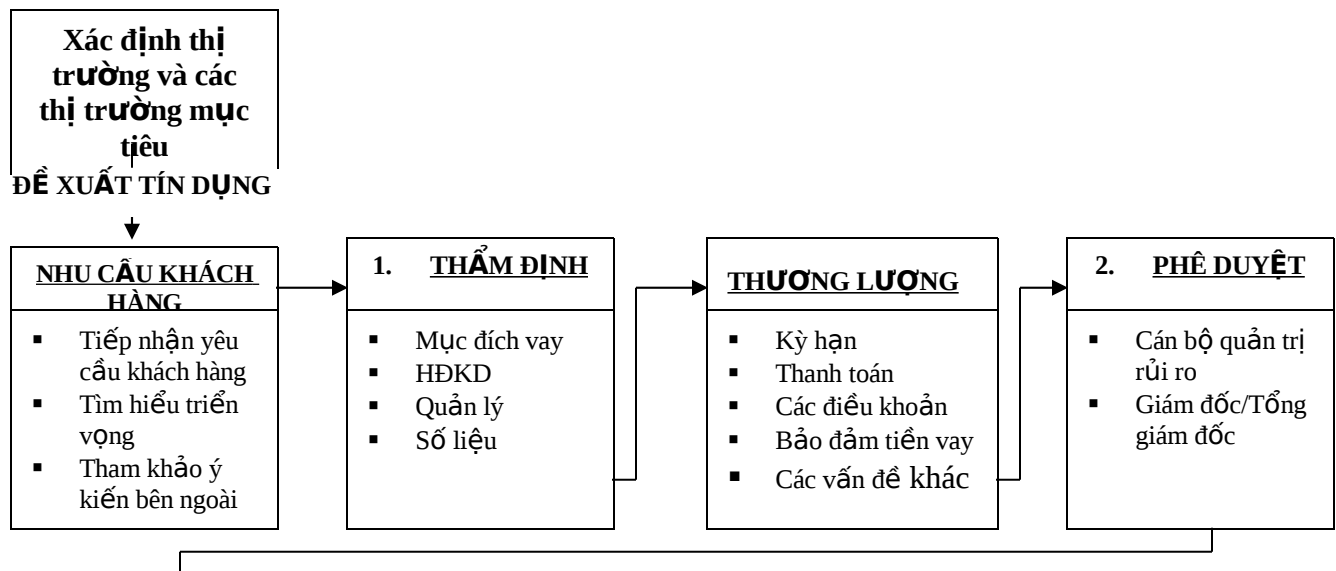 Xác định thị
trường và các
thị trường mục
tiêu
ĐỀ XUẤT TÍN DỤNG
NHU CẦU KHÁCH
HÀNG
▪ Tiếp nhận yêu
cầu khách hàng
▪ Tìm hiểu triển
vọng
▪ Tham khảo ý
kiến bên ngoài
1. THẨM ĐỊNH
▪ Mục đích vay
▪ HĐKD
▪ Quản lý
▪ Số liệu
THƯƠNG LƯỢNG
▪ Kỳ hạn
▪ Thanh toán
▪ Các điều khoản
▪ Bảo đảm tiền vay
▪ Các vấn đề khác
2. PHÊ DUYỆT
▪ Cán bộ quản trị
rủi ro
▪ Giám đốc/Tổng
giám đốc